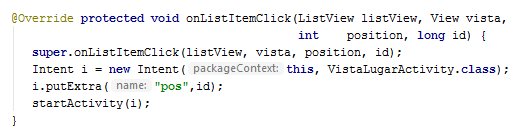 @Override protected void onListItemClick(ListView listView, View vista,
int position, long id) {
super.onListItemClick(listView, vista, position, id);
Intent i = new Intent( packageContext: this, VistaLugarActivity.class);
i.putExtra( name: "pos",id);
startActivity(i);
}